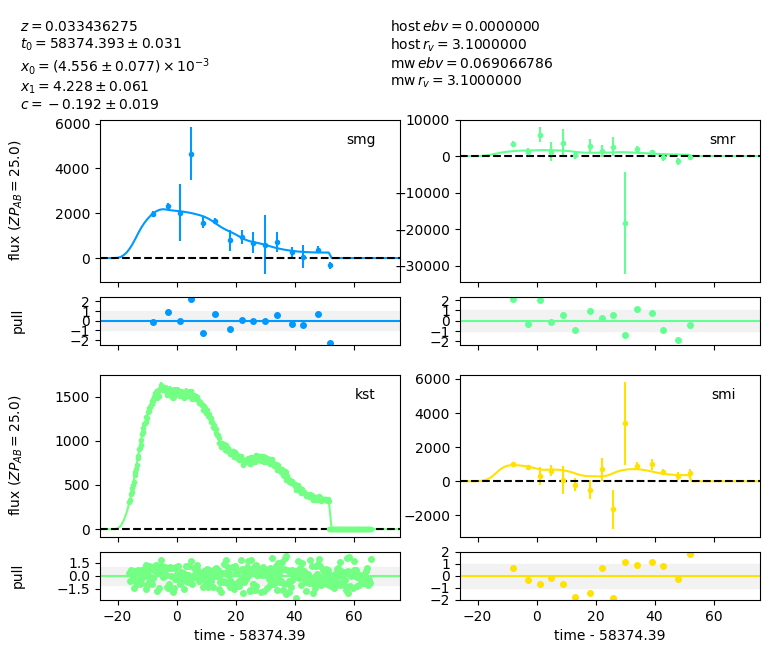 z = 0.033436275
t₀ = 58374.393 ± 0.031
x₀ = (4.556 ± 0.077) × 10⁻³
x₁ = 4.228 ± 0.061
c = −0.192 ± 0.019
host ebv = 0.0000000
host r_v = 3.1000000
mw ebv = 0.069066786
mw r_v = 3.1000000
flux (ZP_AB = 25.0)
6000
4000
2000
0
smg
10000
0
−10000
−20000
−30000
smr
pull
2
1
0
−1
−2
2
1
0
−1
−2
flux (ZP_AB = 25.0)
1500
1000
500
0
kst
6000
4000
2000
0
−2000
smi
pull
1.5
0.0
−1.5
−20 0 20 40 60
time - 58374.39
2
1
0
−1
−2
−20 0 20 40 60
time - 58374.39